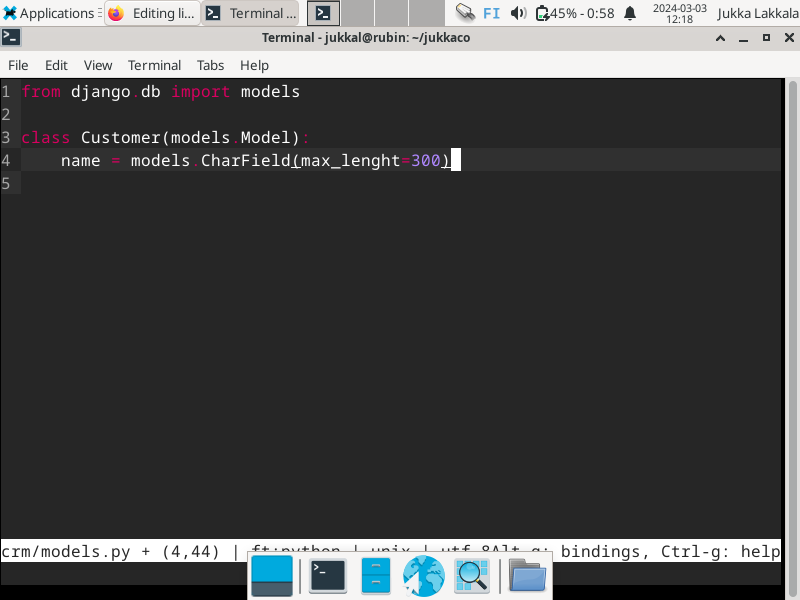 Applications
Editing li...
Terminal ...
FI
45% - 0:58
2024-03-03
12:18
Jukka Lakkala
Terminal - jukkal@rubin: ~/jukkaco
File Edit View Terminal Tabs Help
1 from django.db import models
2
3 class Customer(models.Model):
4     name = models.CharField(max_lenght=300)
5
crm/models.py + (4,44) | ft:python | unix | utf-8Alt-g: bindings, Ctrl-g: help